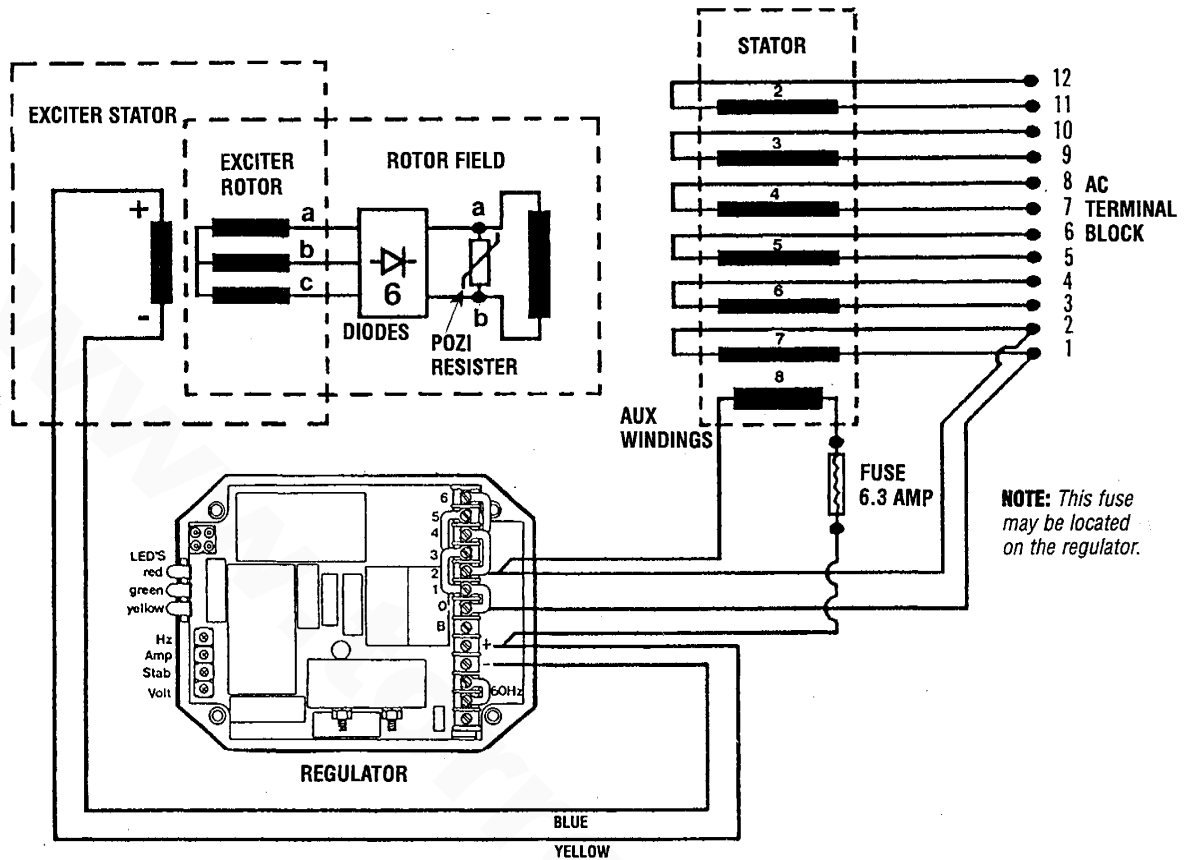 STATOR
EXCITER STATOR
EXCITER
ROTOR
ROTOR FIELD
+
-
a
b
c
6
DIODES
a
b
POZI
RESISTER
2
3
4
5
6
7
8
12
11
10
9
8
7
6
5
4
3
2
1
AC
TERMINAL
BLOCK
AUX
WINDINGS
FUSE
6.3 AMP
NOTE: This fuse
may be located
on the regulator.
LED'S
red
green
yellow
Hz
Amp
Stab
Volt
6
5
4
3
2
1
0
B
+
-
60Hz
REGULATOR
BLUE
YELLOW